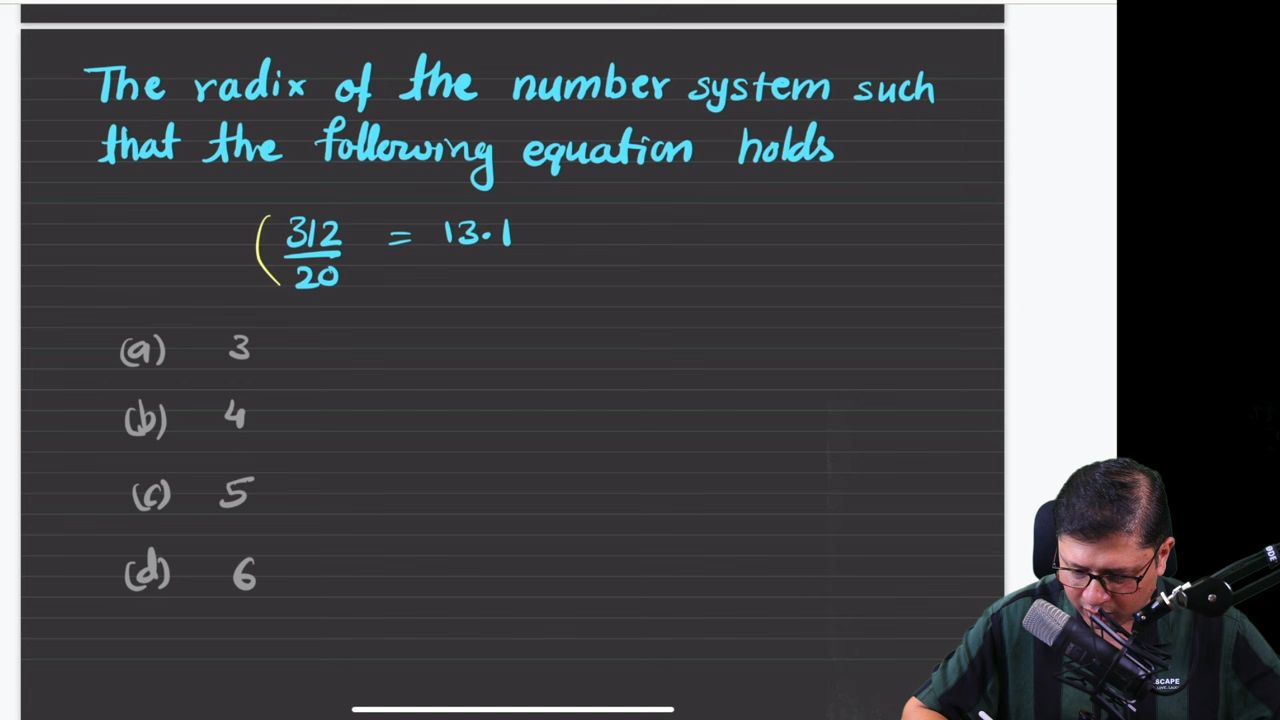 The radix of the number system such
that the following equation holds
( 312/20 = 13.1
(a) 3
(b) 4
(c) 5
(d) 6
SCAPE